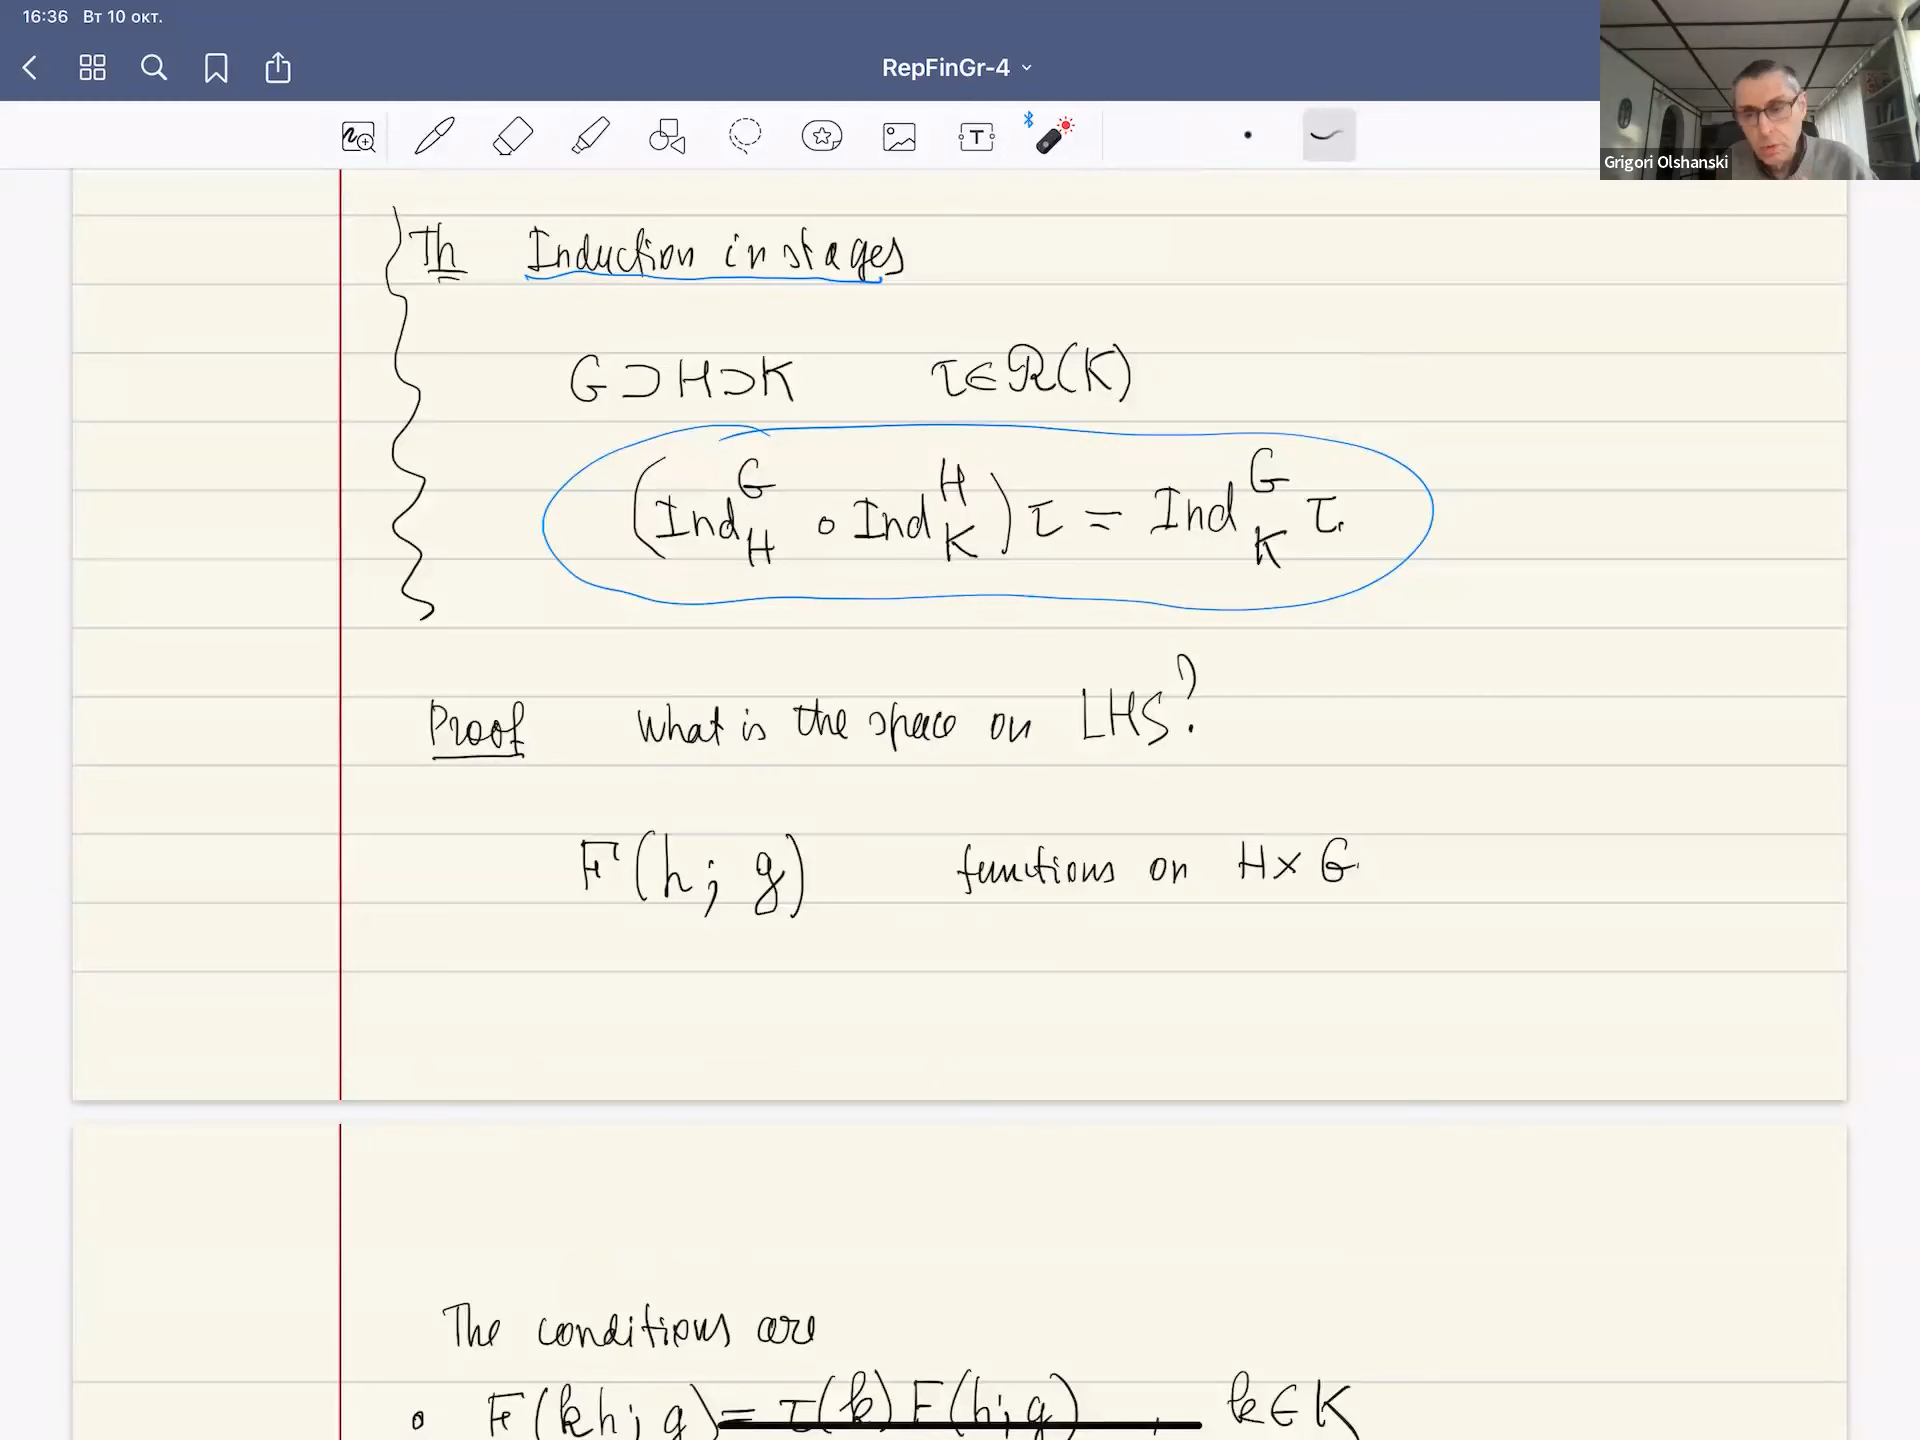 16:36 Вт 10 окт.
RepFinGr-4
Grigori Olshanski
Th Induction in stages
G ⊃ H ⊃ K τ ∈ ℛ(K)
(Ind_H^G ∘ Ind_K^H) τ = Ind_K^G τ.
Proof What is the space on LHS?
F(h; g) functions on H × G.
The conditions are
• F(kh; g) = τ(k) F(h; g), k ∈ K